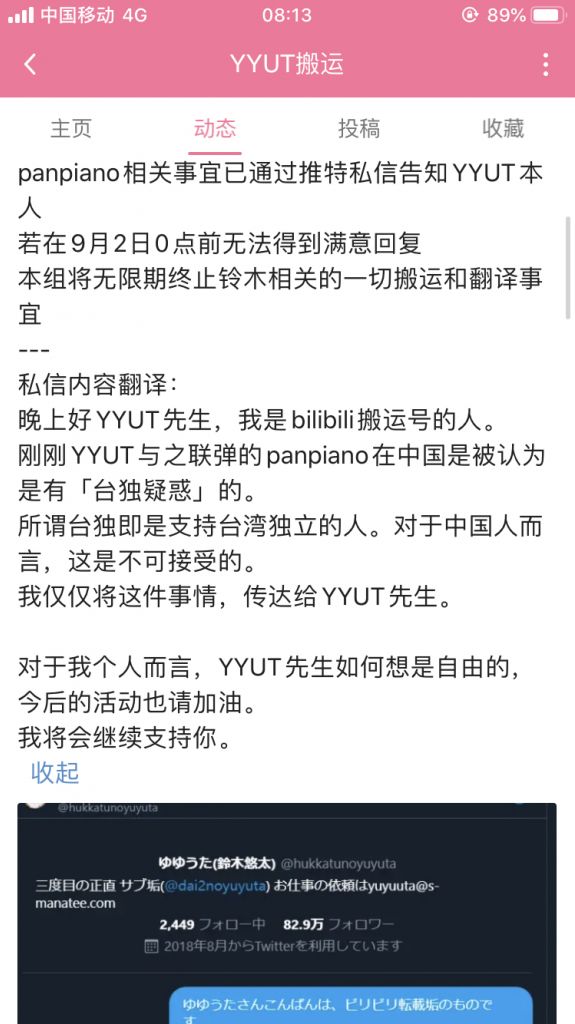 中国移动 4G 08:13 89%
YYUT搬运
主页 动态 投稿 收藏
panpiano相关事宜已通过推特私信告知YYUT本
人
若在9月2日0点前无法得到满意回复
本组将无限期终止铃木相关的一切搬运和翻译事
宜
---
私信内容翻译：
晚上好YYUT先生，我是bilibili搬运号的人。
刚刚YYUT与之联弹的panpiano在中国是被认为
是有「台独疑惑」的。
所谓台独即是支持台湾独立的人。对于中国人而
言，这是不可接受的。
我仅仅将这件事情，传达给YYUT先生。
对于我个人而言，YYUT先生如何想是自由的，
今后的活动也请加油。
我将会继续支持你。
收起
@hukkatunoyuyuta
ゆゆうた(鈴木悠太) @hukkatunoyuyuta
三度目の正直 サブ垢(@dai2noyuyuta) お仕事の依頼はyuyuuta@s-
manatee.com
2,449 フォロー中 82.9万 フォロワー
2018年8月からTwitterを利用しています
ゆゆうたさんこんばんは、ビリビリ転載垢のもので
す